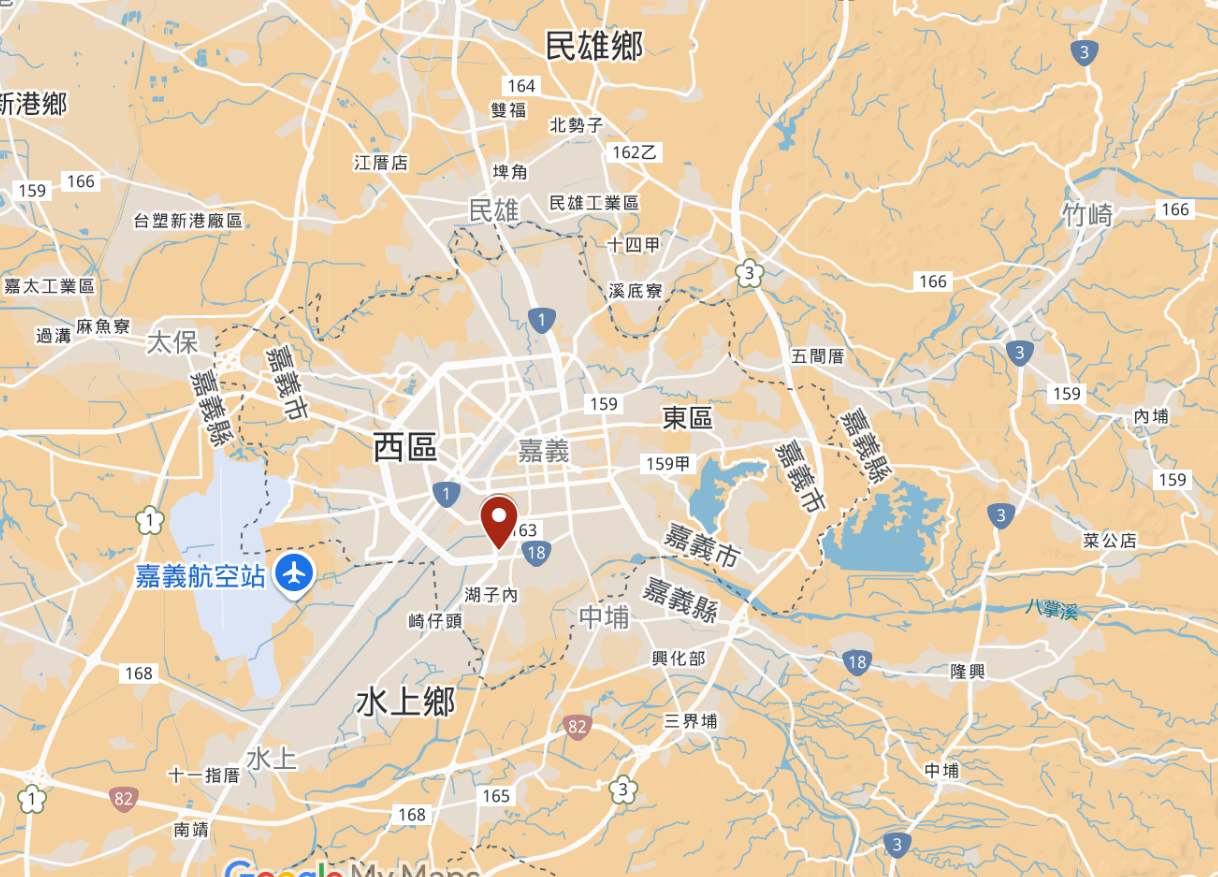 民雄鄉
3
164
新港鄉
雙福
北勢子
162乙
江厝店
埤角
166
159
民雄
民雄工業區
竹崎
166
台塑新港廠區
十四甲
3
166
嘉太工業區
溪底寮
1
過溝
麻魚寮
太保
五間厝
3
嘉義縣
嘉義市
159
159
東區
嘉義縣
內埔
西區
嘉義
159甲
嘉義市
159
1
1
163
18
嘉義市
3
菜公店
嘉義航空站
湖子內
嘉義縣
八掌溪
崎仔頭
中埔
興化部
18
隆興
168
水上鄉
82
三界埔
水上
十一指厝
中埔
1
82
165
3
南靖
168
3
Google My Maps